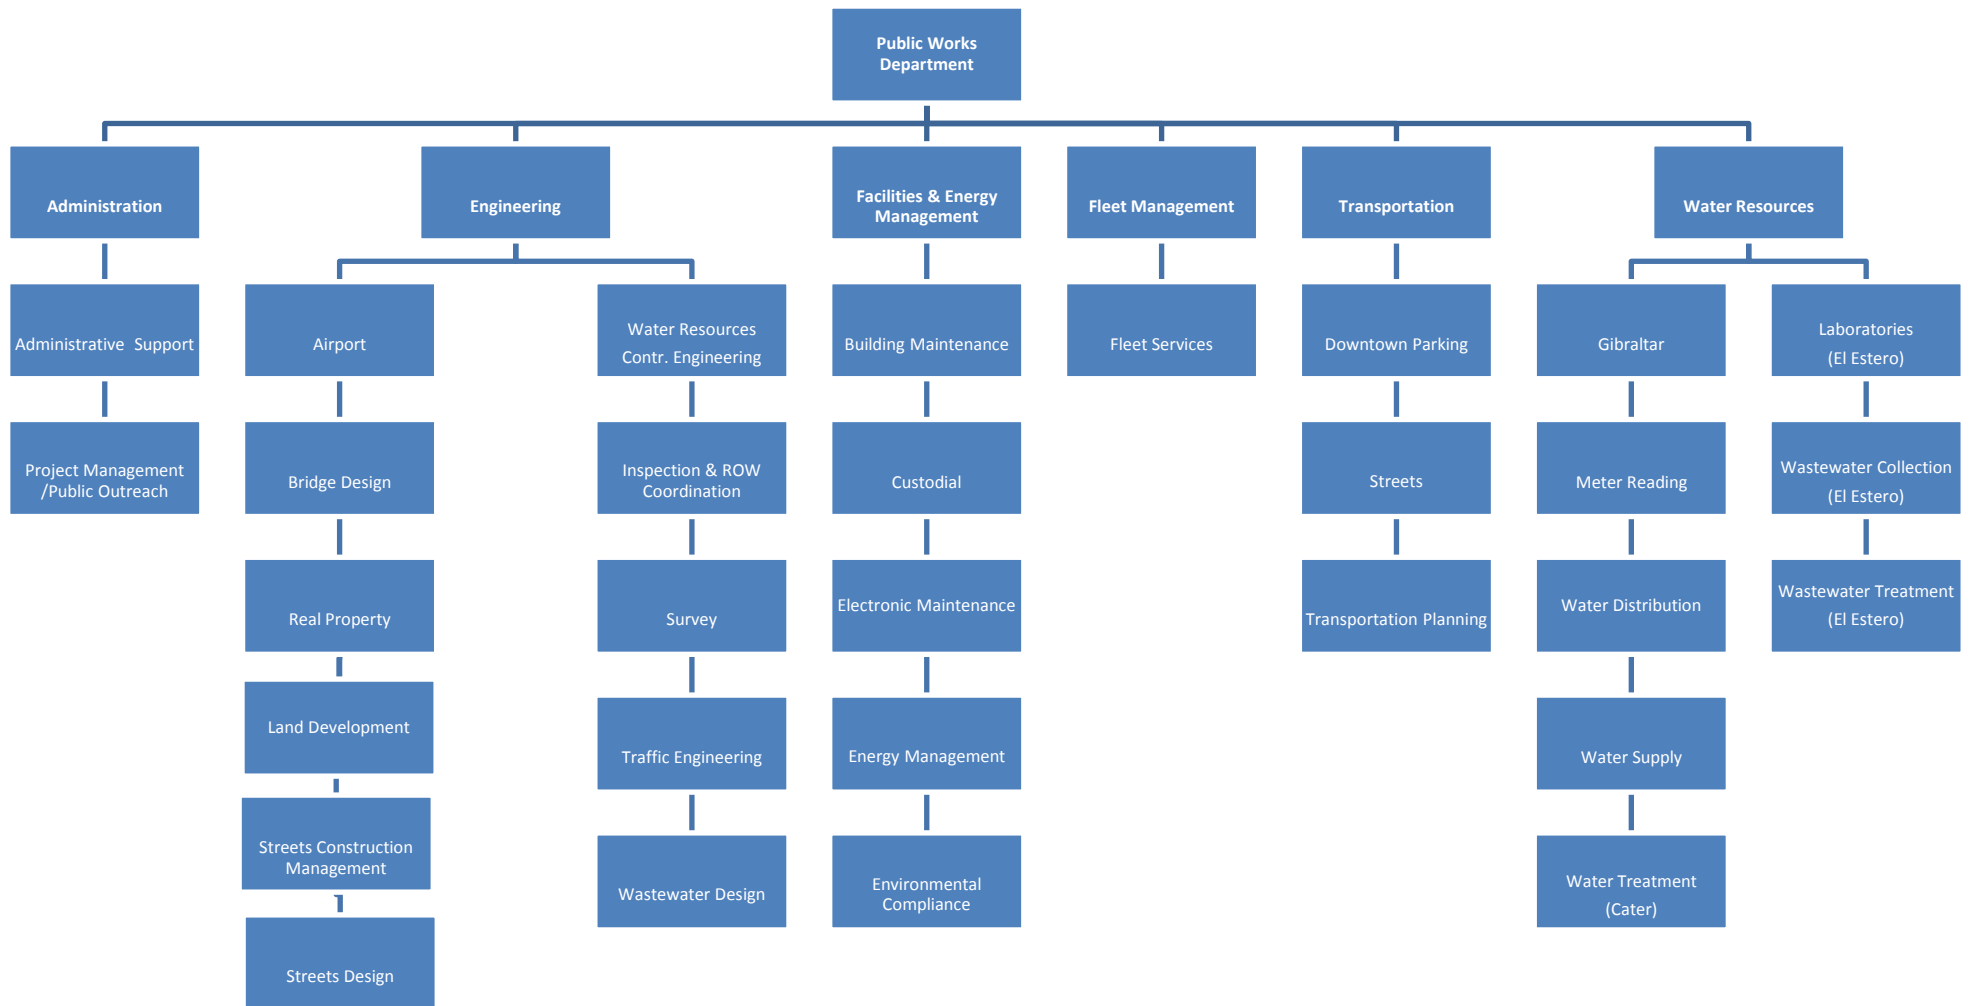 Public Works
Department
Administration
Engineering
Facilities & Energy
Management
Fleet Management
Transportation
Water Resources
Administrative Support
Project Management
/Public Outreach
Airport
Bridge Design
Real Property
Land Development
Streets Construction
Management
Streets Design
Water Resources
Contr. Engineering
Inspection & ROW
Coordination
Survey
Traffic Engineering
Wastewater Design
Building Maintenance
Custodial
Electronic Maintenance
Energy Management
Environmental
Compliance
Fleet Services
Downtown Parking
Streets
Transportation Planning
Gibraltar
Meter Reading
Water Distribution
Water Supply
Water Treatment
(Cater)
Laboratories
(El Estero)
Wastewater Collection
(El Estero)
Wastewater Treatment
(El Estero)